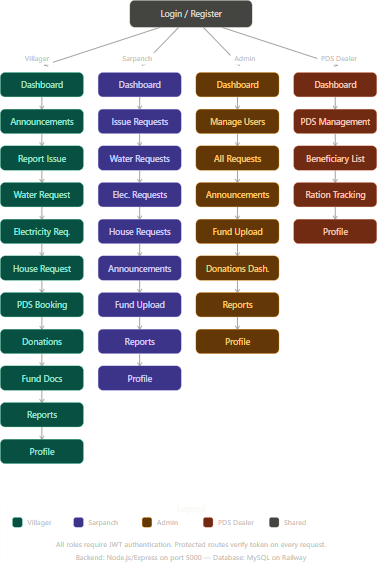 Login / Register
Villager
Sarpanch
Admin
PDS Dealer
Dashboard
Dashboard
Dashboard
Dashboard
Announcements
Issue Requests
Manage Users
PDS Management
Report Issue
Water Requests
All Requests
Beneficiary List
Water Request
Elec. Requests
Announcements
Ration Tracking
Electricity Req.
House Requests
Fund Upload
Profile
House Request
Announcements
Donations Dash.
PDS Booking
Fund Upload
Reports
Donations
Reports
Profile
Fund Docs
Profile
Reports
Profile
Legend
Villager
Sarpanch
Admin
PDS Dealer
Shared
All roles require JWT authentication. Protected routes verify token on every request.
Backend: Node.js/Express on port 5000 — Database: MySQL on Railway